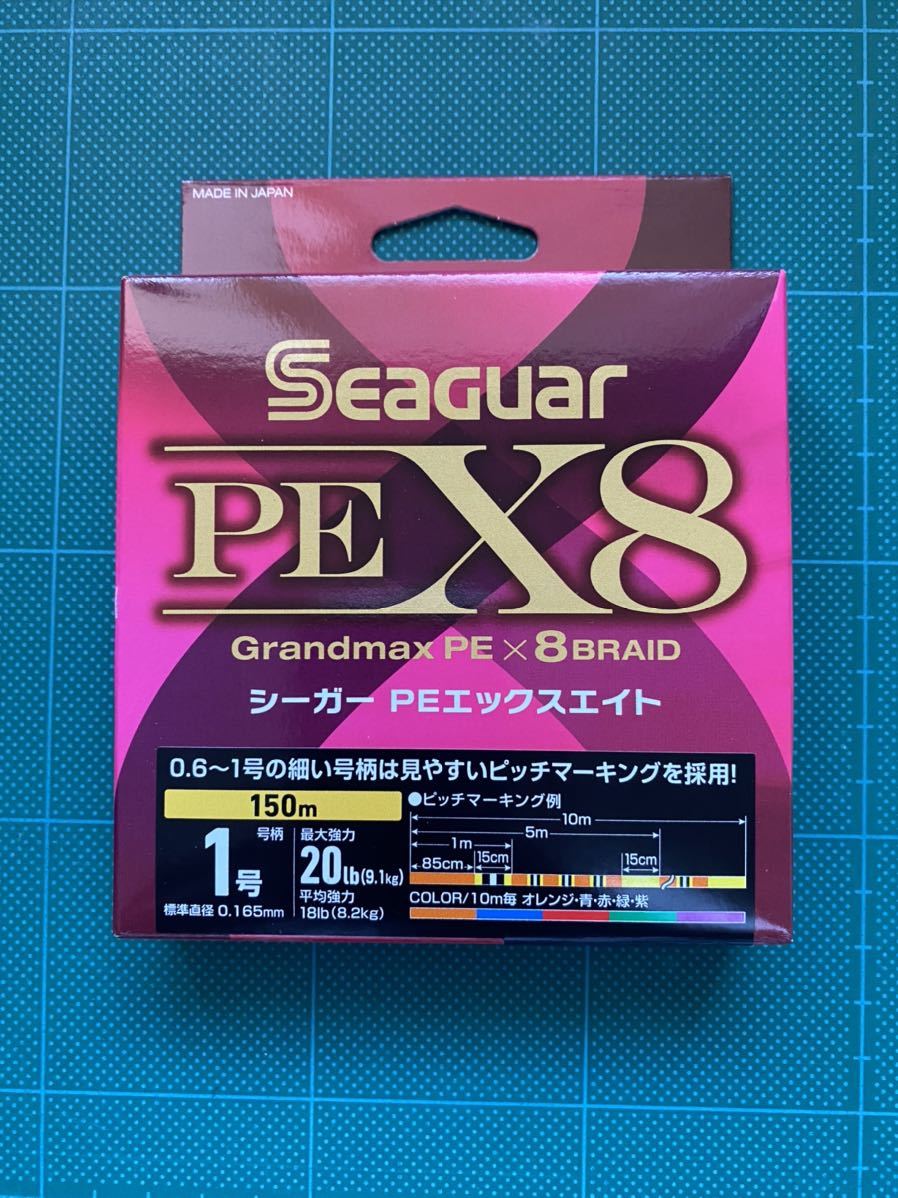 MADE IN JAPAN
SEAGUAR
PE X8
Grandmax PE×8BRAID
シーガー PEエックスエイト
0.6〜1号の細い号柄は見やすいピッチマーキングを採用!
150m
号柄
1号
標準直径 0.165mm
最大強力
20lb(9.1kg)
平均強力
18lb(8.2kg)
●ピッチマーキング例
10m
5m
1m
85cm
15cm
15cm
COLOR/10m毎 オレンジ・青・赤・緑・紫